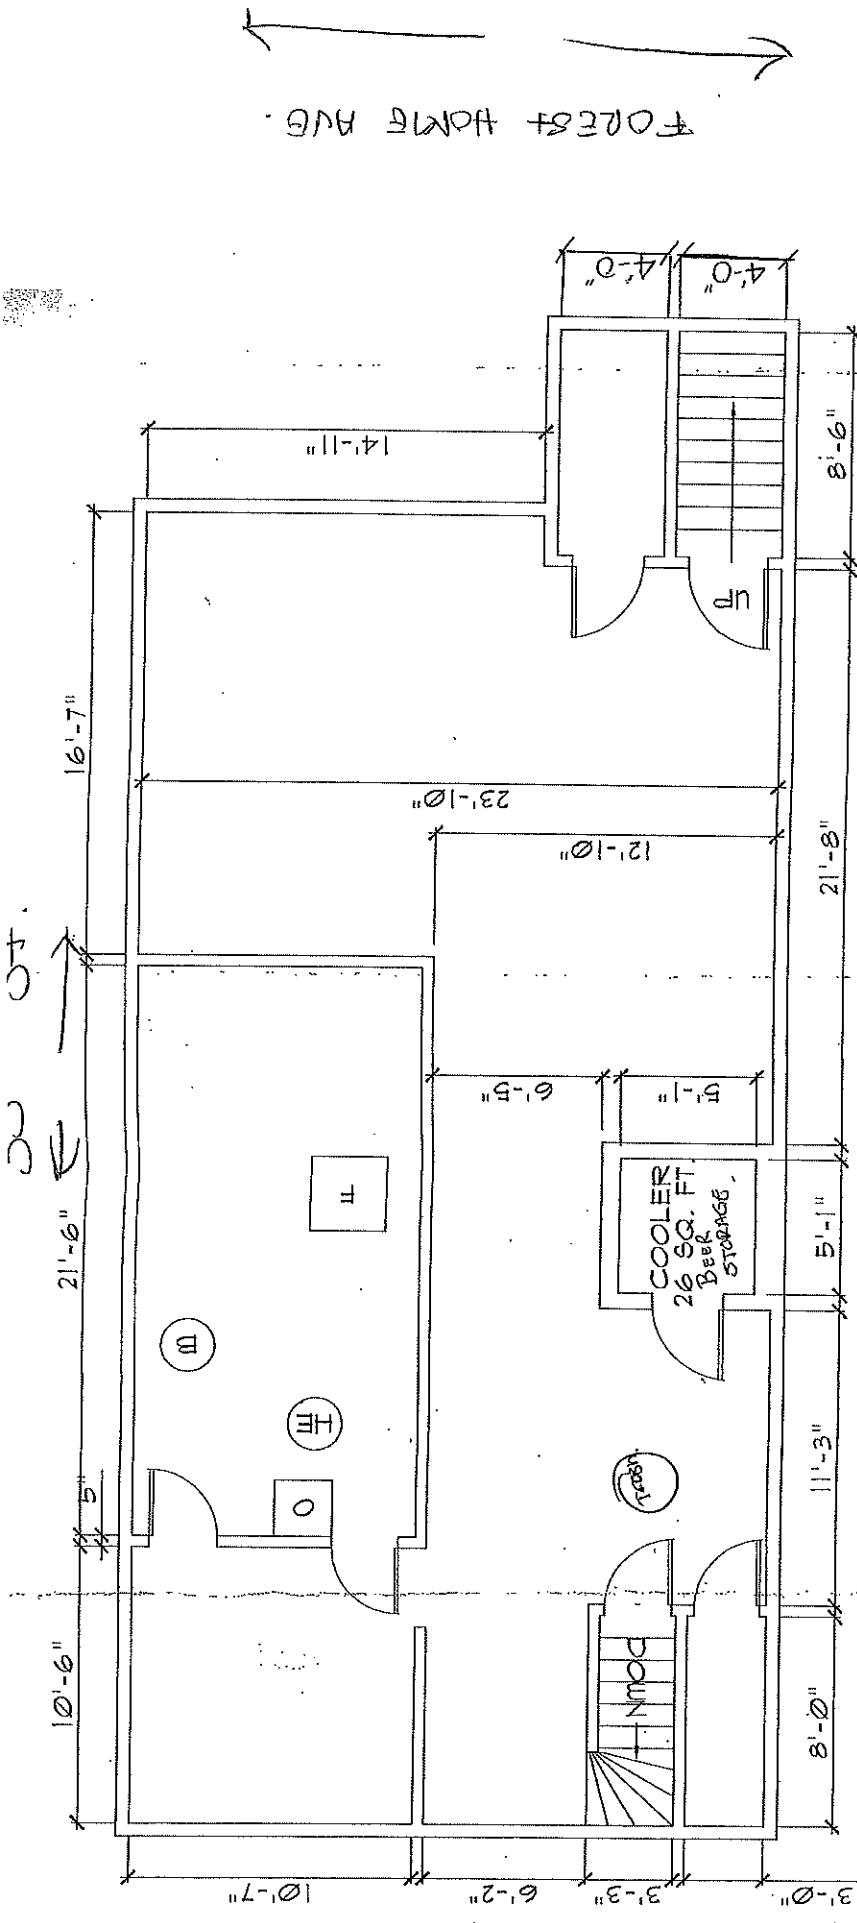 FOREST HOME AVE.
4'-0"
4'-0"
14'-11"
8'-6"
UP
16'-7"
23'-10"
12'-10"
21'-8"
6'-5"
5'-1"
COOLER
26 SQ. FT.
BEER
STORAGE.
5'-1"
F
21'-6"
11'-3"
O
5"
10'-6"
DOWN
8'-0"
10'-7"
6'-2"
3'-3"
3'-0"